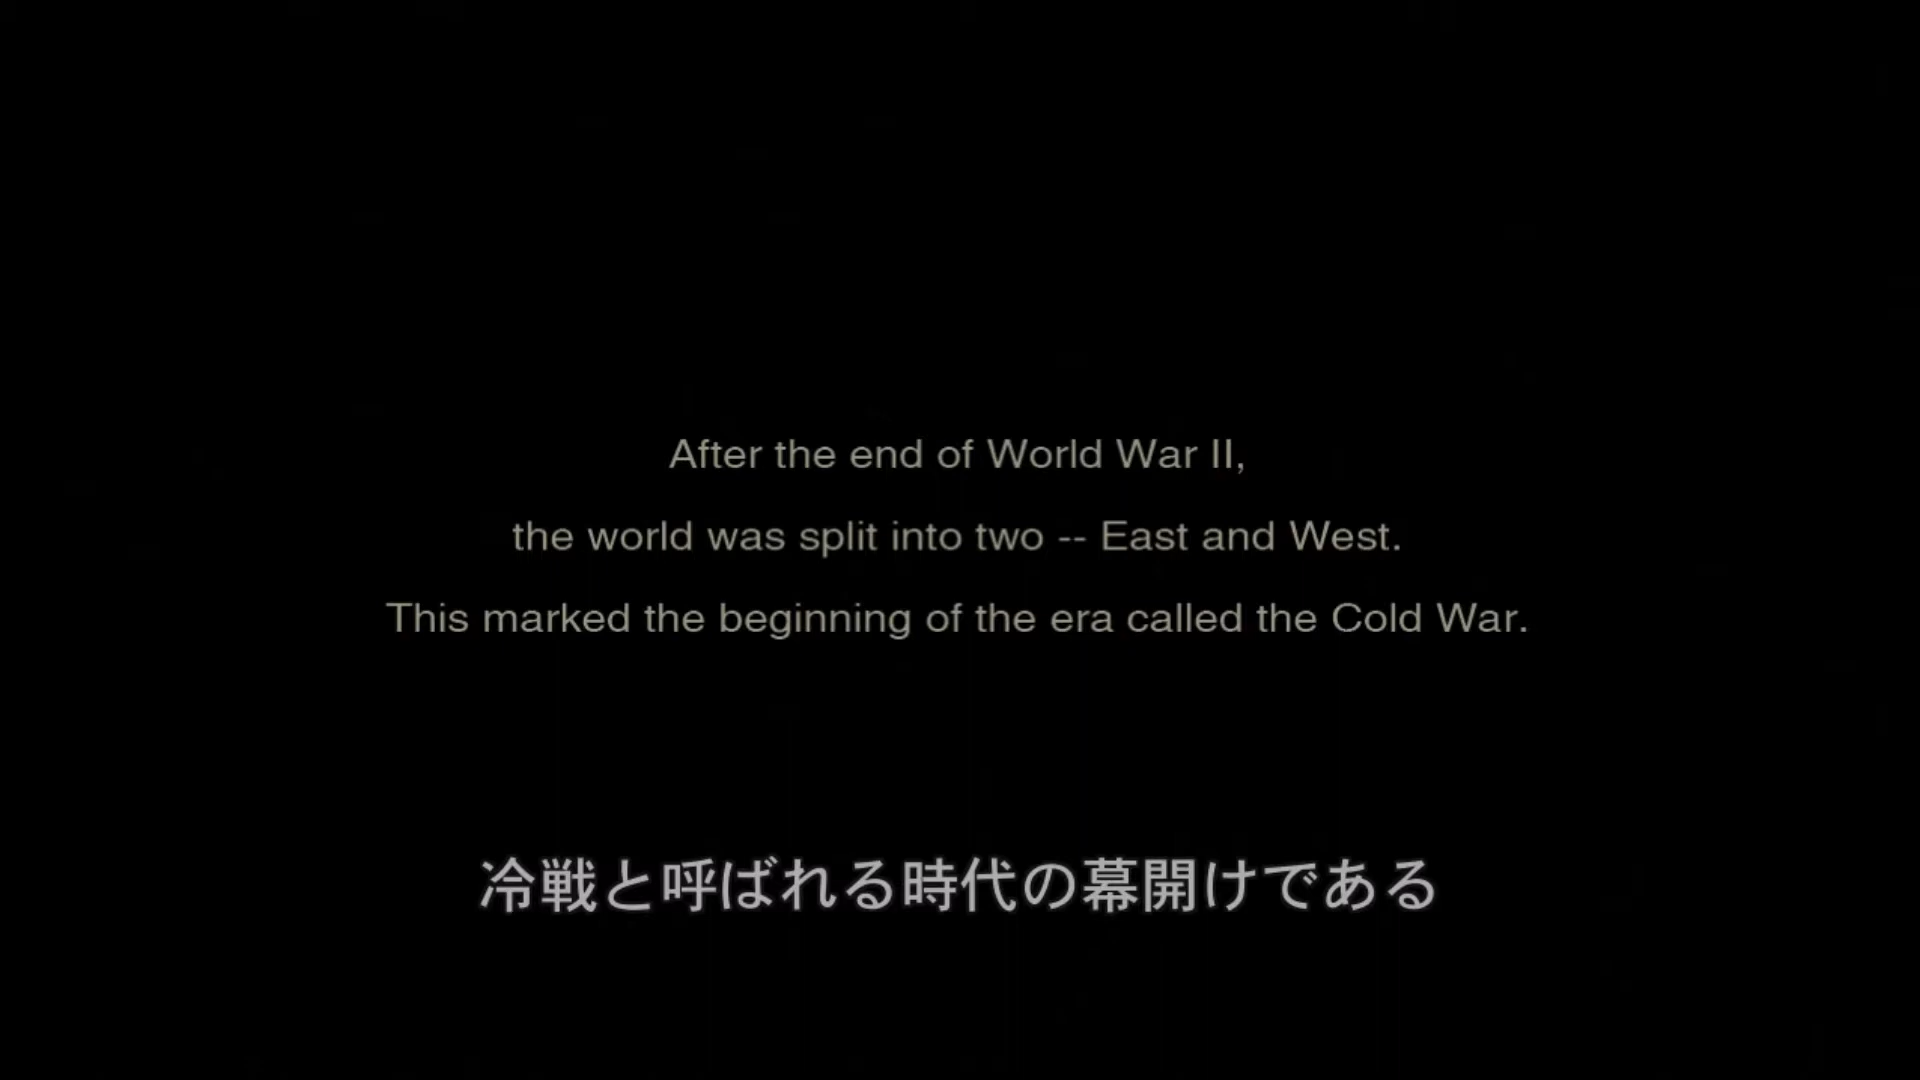 After the end of World War II,
the world was split into two -- East and West.
This marked the beginning of the era called the Cold War.
冷戦と呼ばれる時代の幕開けである